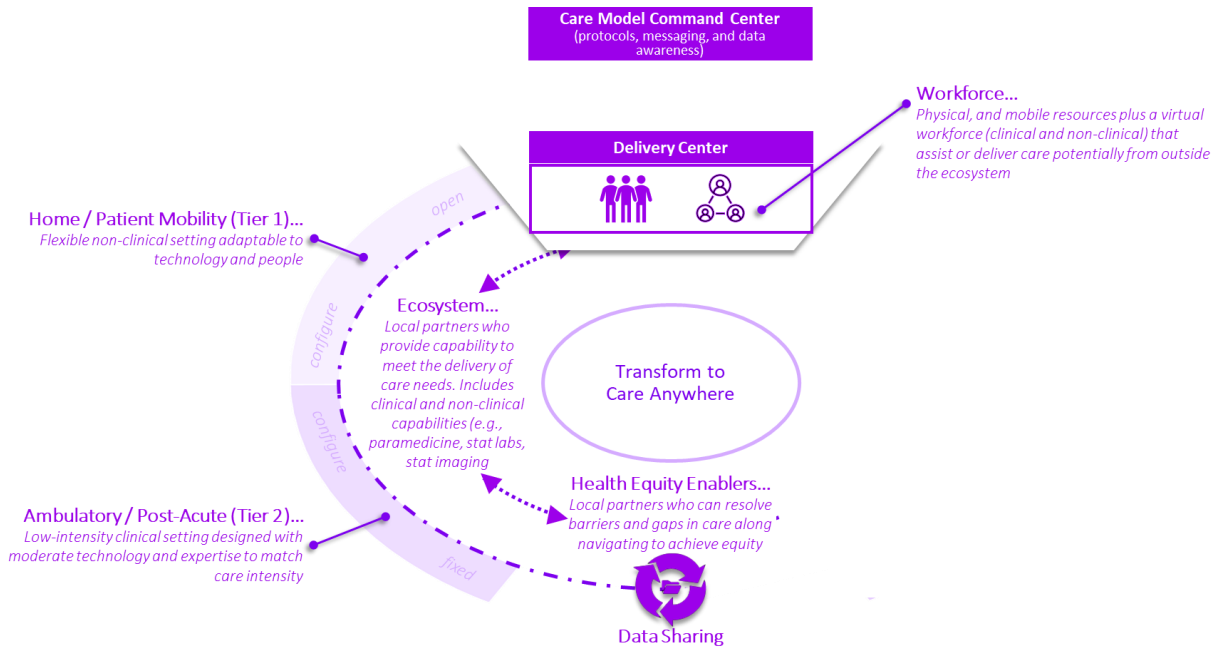 Care Model Command Center
(protocols, messaging, and data
awareness)
Workforce...
Physical, and mobile resources plus a virtual
workforce (clinical and non-clinical) that
assist or deliver care potentially from outside
the ecosystem
Delivery Center
open
Home / Patient Mobility (Tier 1)...
Flexible non-clinical setting adaptable to
technology and people
configure
Ecosystem...
Local partners who
provide capability to
meet the delivery of
care needs. Includes
clinical and non-clinical
capabilities (e.g.,
paramedicine, stat labs,
stat imaging
Transform to
Care Anywhere
configure
Health Equity Enablers...
Local partners who can resolve
barriers and gaps in care along
navigating to achieve equity
Ambulatory / Post-Acute (Tier 2)...
Low-intensity clinical setting designed with
moderate technology and expertise to match
care intensity
fixed
Data Sharing